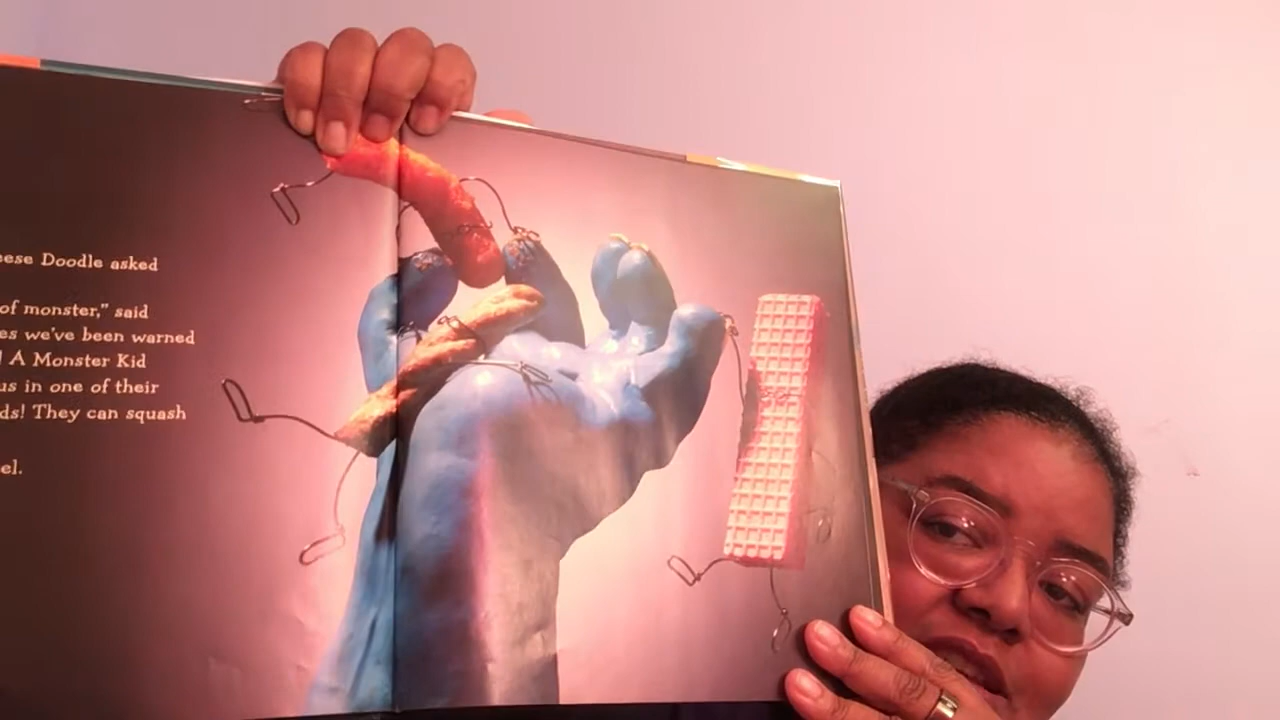 eese Doodle asked
of monster," said
es we've been warned
! A Monster Kid
us in one of their
ds! They can squash
el.